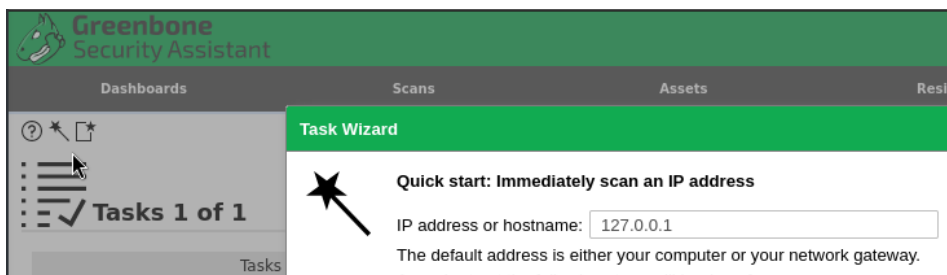 Greenbone
Security Assistant
Dashboards Scans Assets Resi
Task Wizard
Quick start: Immediately scan an IP address
Tasks 1 of 1
IP address or hostname: 127.0.0.1
The default address is either your computer or your network gateway.
Tasks